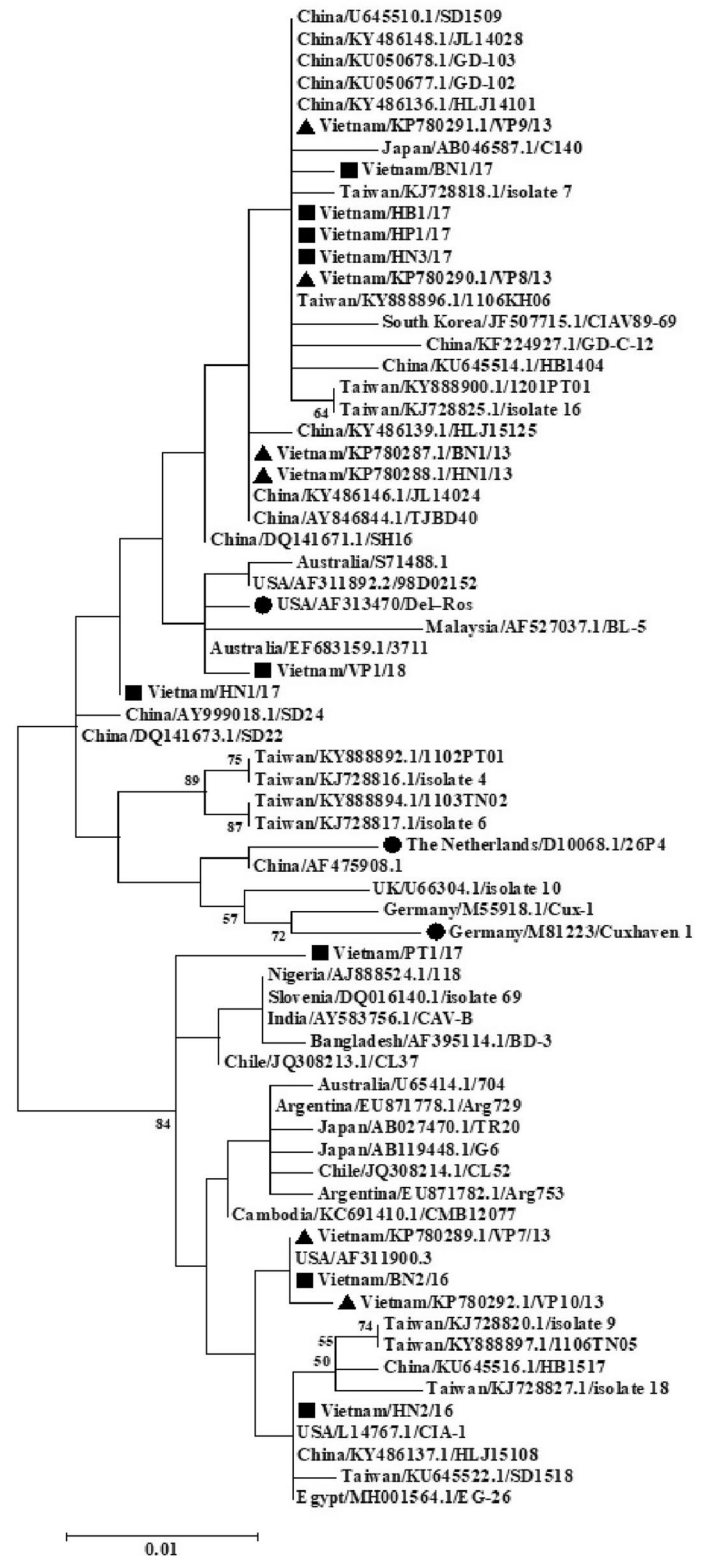 China/U645510.1/SD1509
China/KY486148.1/JL14028
China/KU050678.1/GD-103
China/KU050677.1/GD-102
China/KY486136.1/HLJ14101
Vietnam/KP780291.1/VP9/13
Japan/AB046587.1/C140
Vietnam/BN1/17
Taiwan/KJ728818.1/isolate 7
Vietnam/HB1/17
Vietnam/HP1/17
Vietnam/HN3/17
Vietnam/KP780290.1/VP8/13
Taiwan/KY888896.1/1106KH06
South Korea/JF507715.1/CIAV89-69
China/KF224927.1/GD-C-12
China/KU645514.1/HB1404
Taiwan/KY888900.1/1201PT01
64 Taiwan/KJ728825.1/isolate 16
China/KY486139.1/HLJ15125
Vietnam/KP780287.1/BN1/13
Vietnam/KP780288.1/HN1/13
China/KY486146.1/JL14024
China/AY846844.1/TJBD40
China/DQ141671.1/SH16
Australia/S71488.1
USA/AF311892.2/98D02152
USA/AF313470/Del–Ros
Malaysia/AF527037.1/BL-5
Australia/EF683159.1/3711
Vietnam/VP1/18
Vietnam/HN1/17
China/AY999018.1/SD24
China/DQ141673.1/SD22
75 Taiwan/KY888892.1/1102PT01
89 Taiwan/KJ728816.1/isolate 4
Taiwan/KY888894.1/1103TN02
87 Taiwan/KJ728817.1/isolate 6
The Netherlands/D10068.1/26P4
China/AF475908.1
UK/U66304.1/isolate 10
57 Germany/M55918.1/Cux-1
72 Germany/M81223/Cuxhaven 1
Vietnam/PT1/17
Nigeria/AJ888524.1/118
Slovenia/DQ016140.1/isolate 69
India/AY583756.1/CAV-B
Bangladesh/AF395114.1/BD-3
Chile/JQ308213.1/CL37
Australia/U65414.1/704
Argentina/EU871778.1/Arg729
84 Japan/AB027470.1/TR20
Japan/AB119448.1/G6
Chile/JQ308214.1/CL52
Argentina/EU871782.1/Arg753
Cambodia/KC691410.1/CMB12077
Vietnam/KP780289.1/VP7/13
USA/AF311900.3
Vietnam/BN2/16
Vietnam/KP780292.1/VP10/13
74 Taiwan/KJ728820.1/isolate 9
55 Taiwan/KY888897.1/1106TN05
50 China/KU645516.1/HB1517
Taiwan/KJ728827.1/isolate 18
Vietnam/HN2/16
USA/L14767.1/CIA-1
China/KY486137.1/HLJ15108
Taiwan/KU645522.1/SD1518
Egypt/MH001564.1/EG-26
0.01